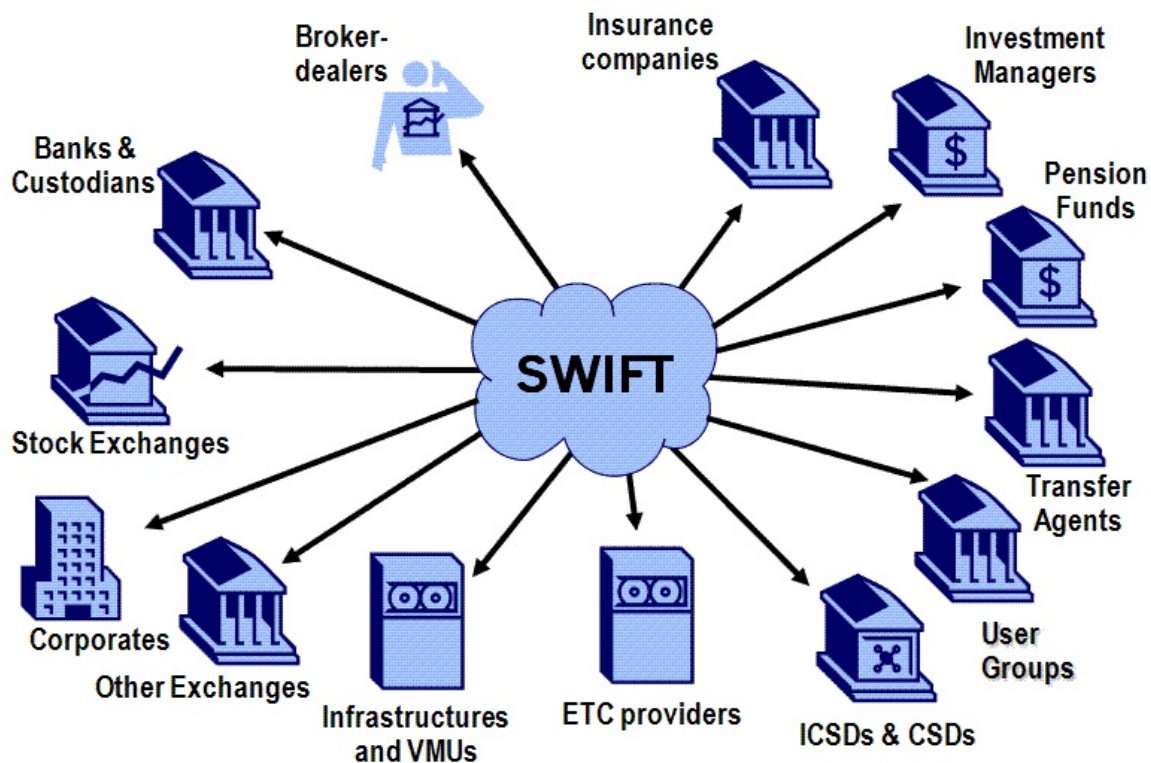 Broker-
dealers
Insurance
companies
Investment
Managers
Banks &
Custodians
Pension
Funds
SWIFT
Stock Exchanges
Transfer
Agents
Corporates
User
Groups
Other Exchanges
Infrastructures
and VMUs
ETC providers
ICSDs & CSDs
$
$